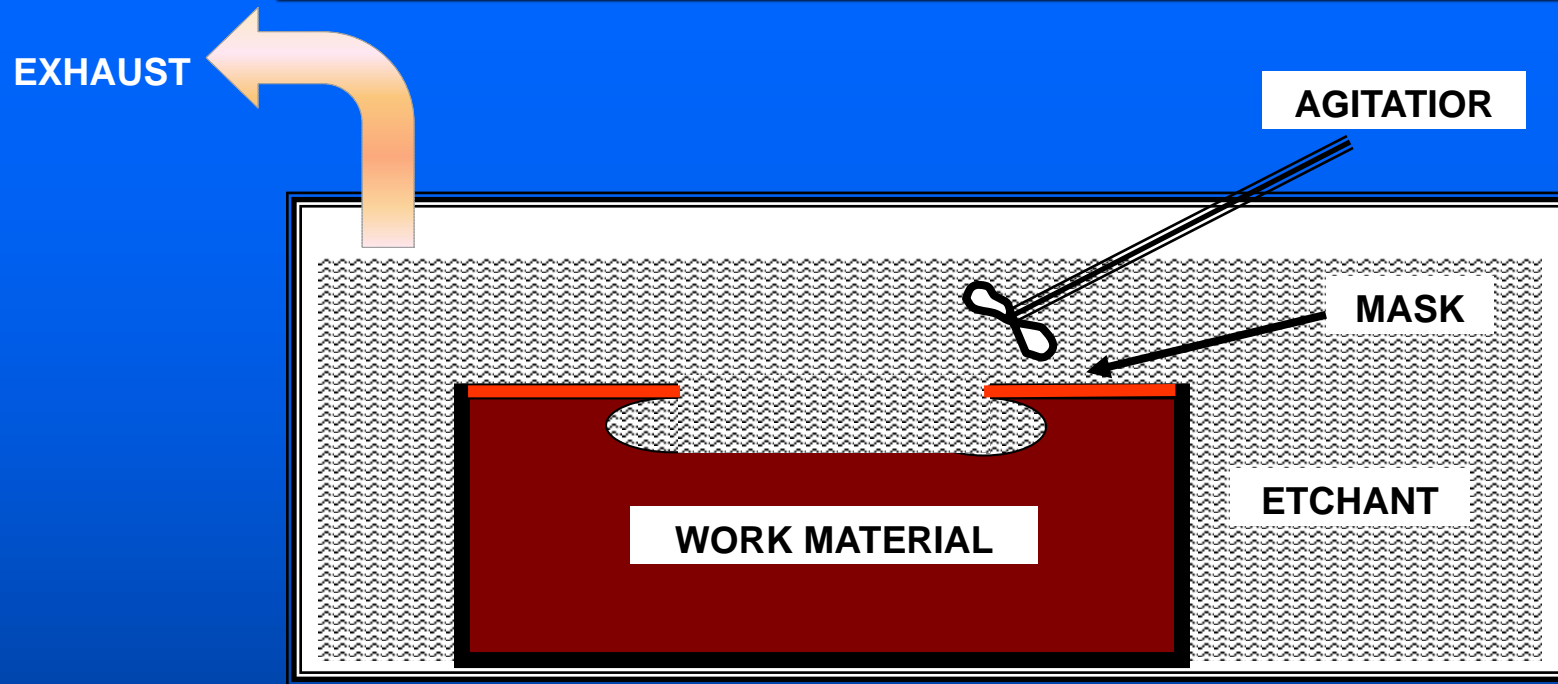 EXHAUST
AGITATIOR
MASK
ETCHANT
WORK MATERIAL